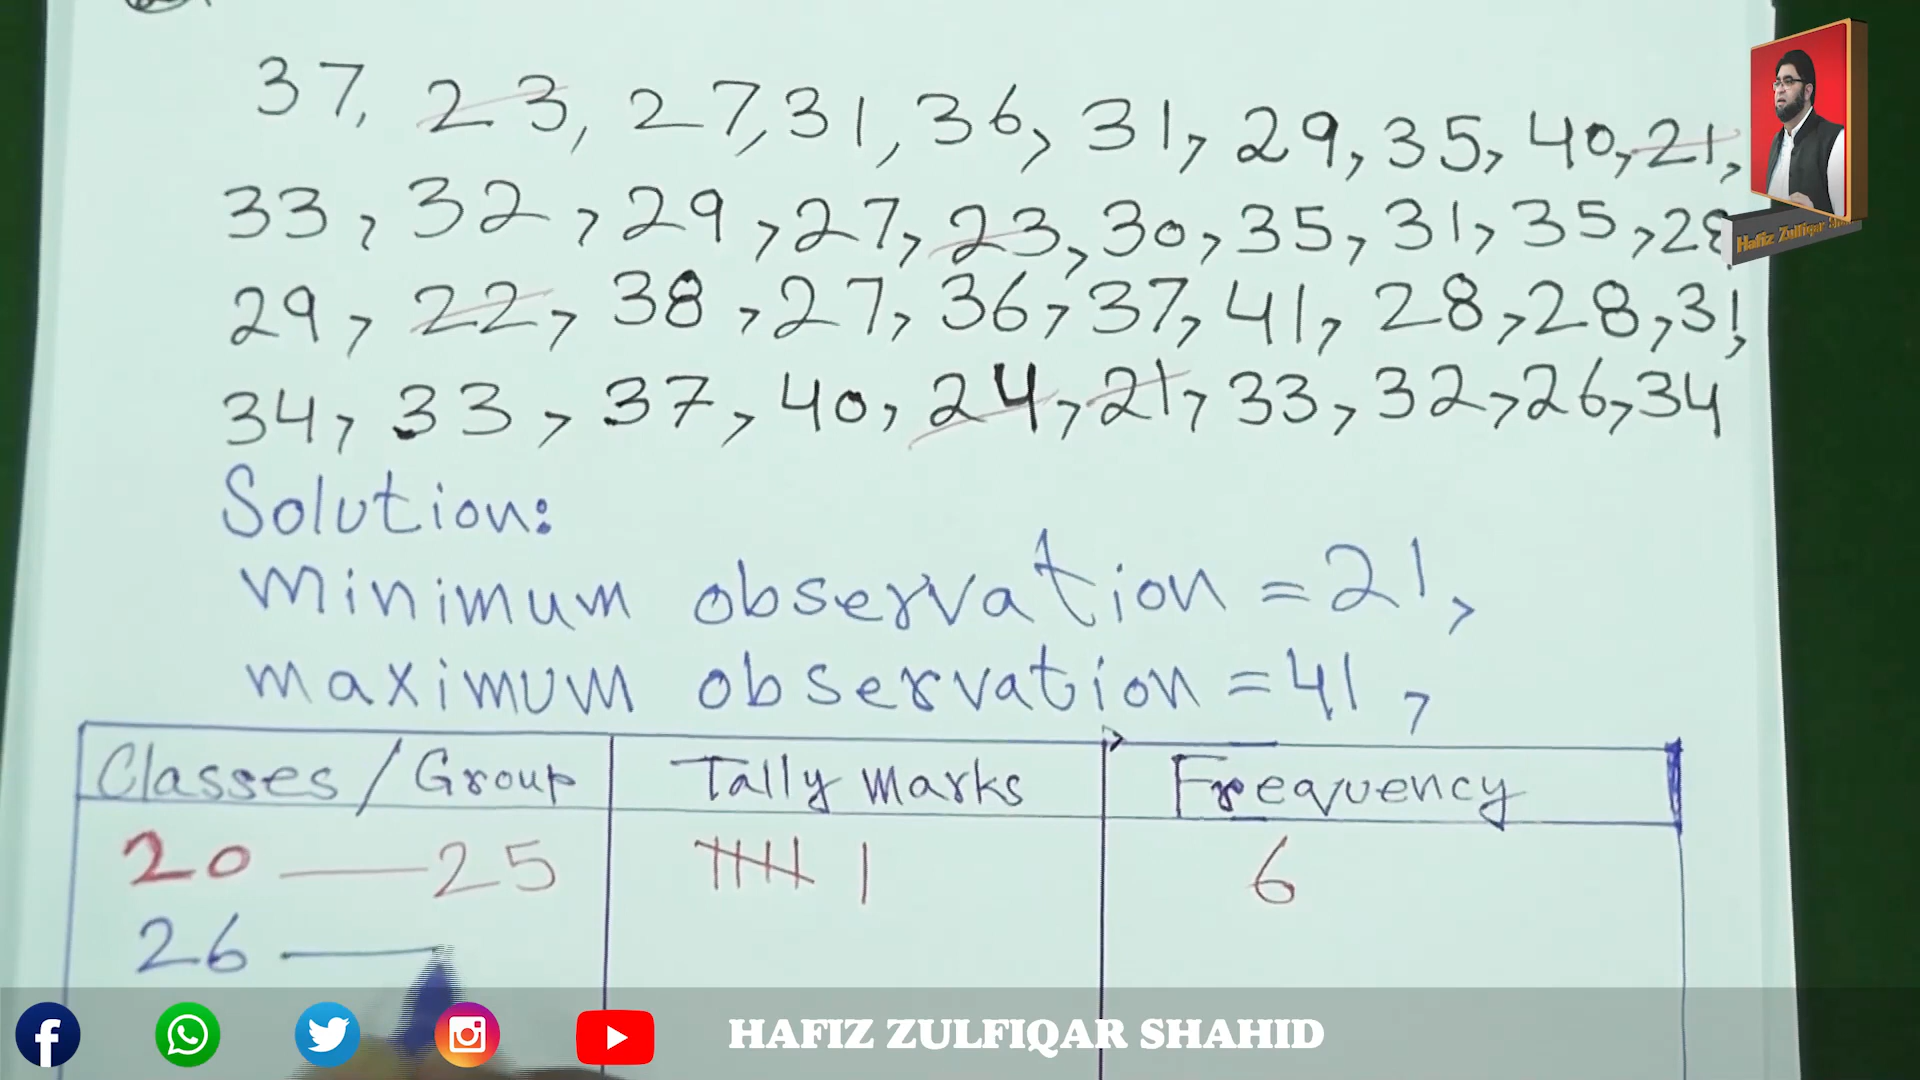 37, 23, 27, 31, 36, 31, 29, 35, 40, 21,
33, 32, 29, 27, 23, 30, 35, 31, 35, 28
29, 22, 38, 27, 36, 37, 41, 28, 28, 31,
34, 33, 37, 40, 24, 21, 33, 32, 26, 34
Solution:
minimum observation = 21,
maximum observation = 41,
Classes / Group Tally marks Frequency
20 — 25 6
26 —
Hafiz Zulfiqar
HAFIZ ZULFIQAR SHAHID